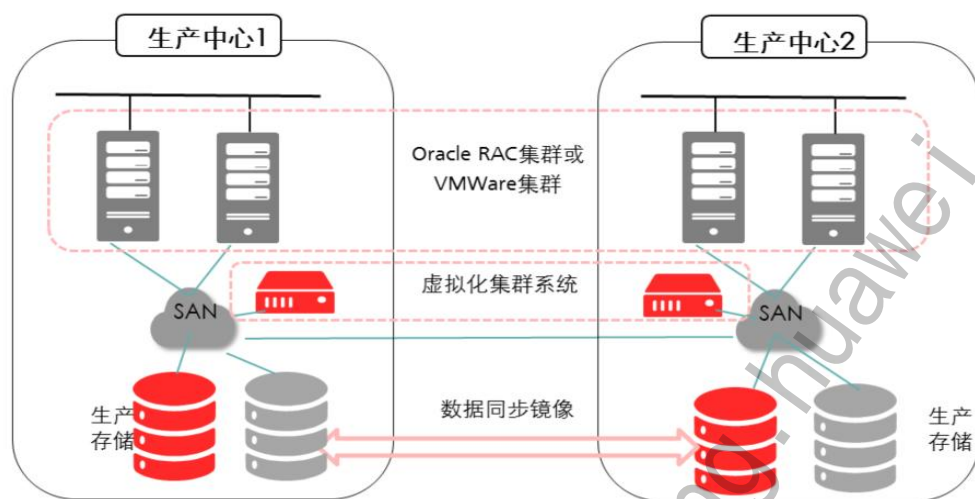 生产中心1
生产中心2
Oracle RAC集群或
VMWare集群
虚拟化集群系统
SAN
SAN
数据同步镜像
生产
存储
生产
存储
ng.huawei